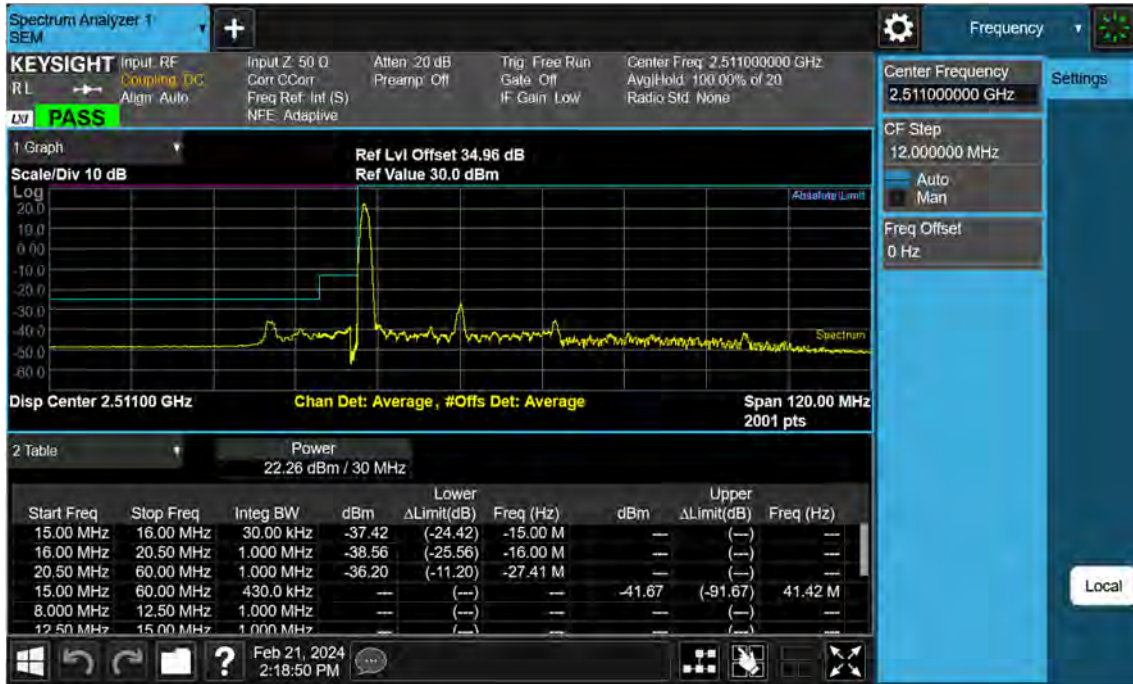 Spectrum Analyzer 1
SEM
Frequency
KEYSIGHT Input: RF Input Z: 50 Ω Atten: 20 dB Trig: Free Run Center Freq: 2.511000000 GHz
RL Coupling: DC Corr CCorr Preamp: Off Gate: Off Avg|Hold: 100.00% of 20
Align: Auto Freq Ref: Int (S) IF Gain: Low Radio Std: None
NFE: Adaptive
LXI PASS
Center Frequency
2.511000000 GHz
Settings
CF Step
12.000000 MHz
Auto
Man
Freq Offset
0 Hz
1 Graph
Ref Lvl Offset 34.96 dB
Scale/Div 10 dB Ref Value 30.0 dBm
Log
Absolute Limit
20.0
10.0
0.00
-10.0
-20.0
-30.0
-40.0
Spectrum
-50.0
-60.0
Disp Center 2.51100 GHz Chan Det: Average, #Offs Det: Average Span 120.00 MHz
2001 pts
2 Table
Power
22.26 dBm / 30 MHz
Lower Upper
Start Freq Stop Freq Integ BW dBm ΔLimit(dB) Freq (Hz) dBm ΔLimit(dB) Freq (Hz)
15.00 MHz 16.00 MHz 30.00 kHz -37.42 (-24.42) -15.00 M --- (---) ---
16.00 MHz 20.50 MHz 1.000 MHz -38.56 (-25.56) -16.00 M --- (---) ---
20.50 MHz 60.00 MHz 1.000 MHz -36.20 (-11.20) -27.41 M --- (---) ---
15.00 MHz 60.00 MHz 430.0 kHz --- (---) --- -41.67 (-91.67) 41.42 M
8.000 MHz 12.50 MHz 1.000 MHz --- (---) --- --- (---) ---
12.50 MHz 15.00 MHz 1.000 MHz --- (---) --- --- (---) ---
Local
? Feb 21, 2024
2:18:50 PM